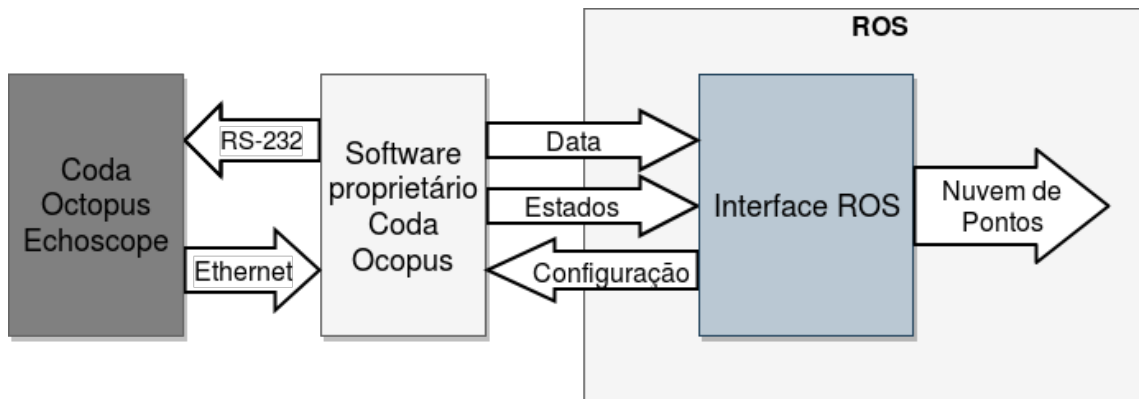 ROS
Coda
Octopus
Echoscope
RS-232
Ethernet
Software
proprietário
Coda
Ocopus
Data
Estados
Configuração
Interface ROS
Nuvem de
Pontos